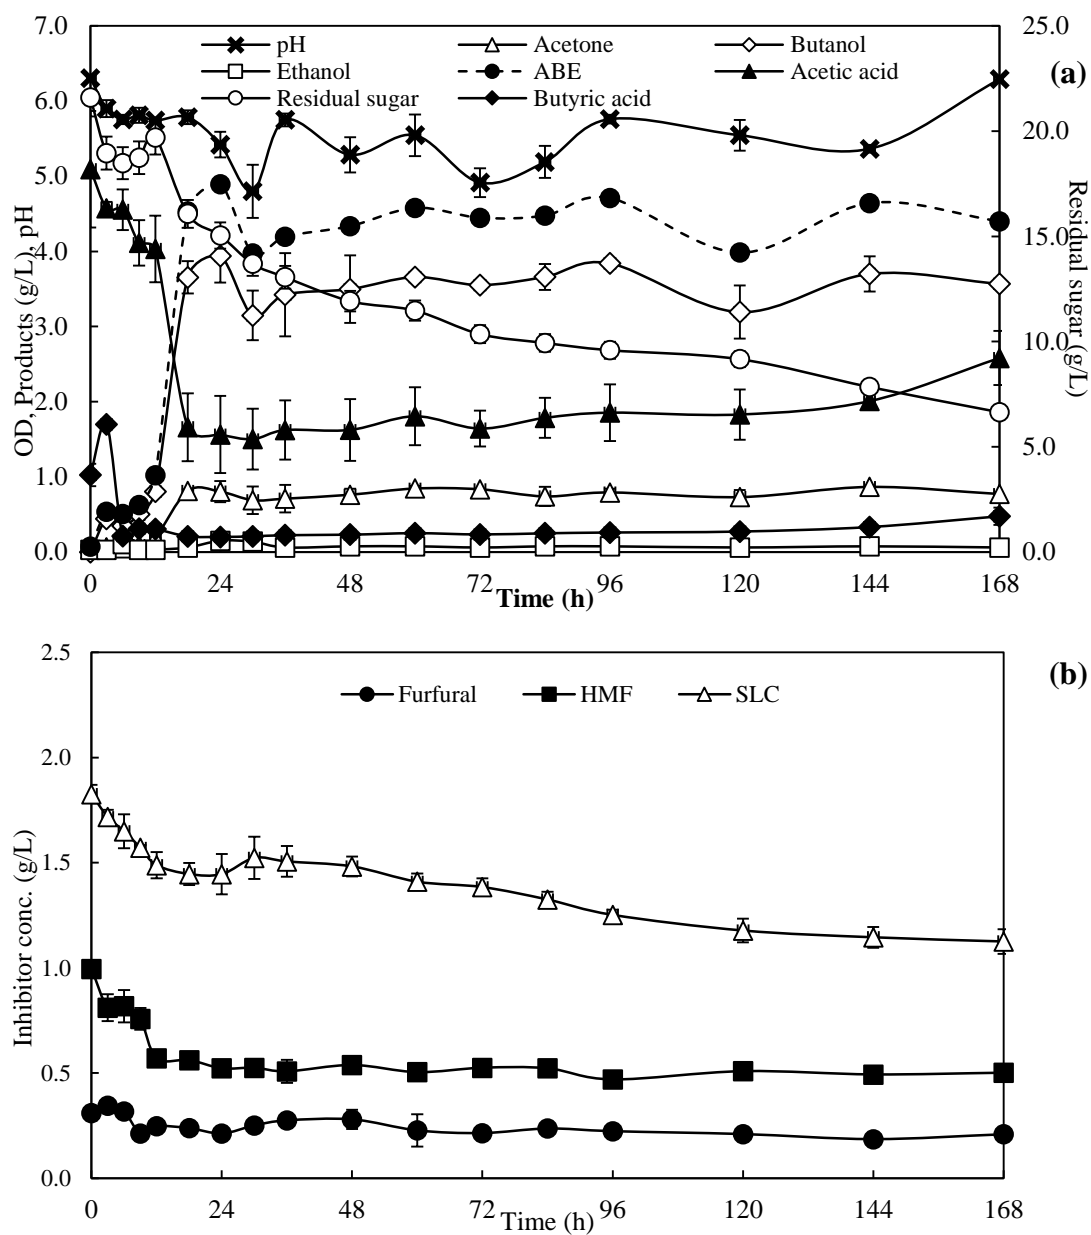 7.0
6.0
5.0
4.0
3.0
2.0
1.0
0.0
OD, Products (g/L), pH
pH Acetone Butanol
Ethanol ABE Acetic acid
Residual sugar Butyric acid
(a)
25.0
20.0
15.0
10.0
5.0
0.0
Residual sugar (g/L)
0 24 48 72 96 120 144 168
Time (h)
2.5
2.0
1.5
1.0
0.5
0.0
Inhibitor conc. (g/L)
Furfural HMF SLC
(b)
0 24 48 72 96 120 144 168
Time (h)